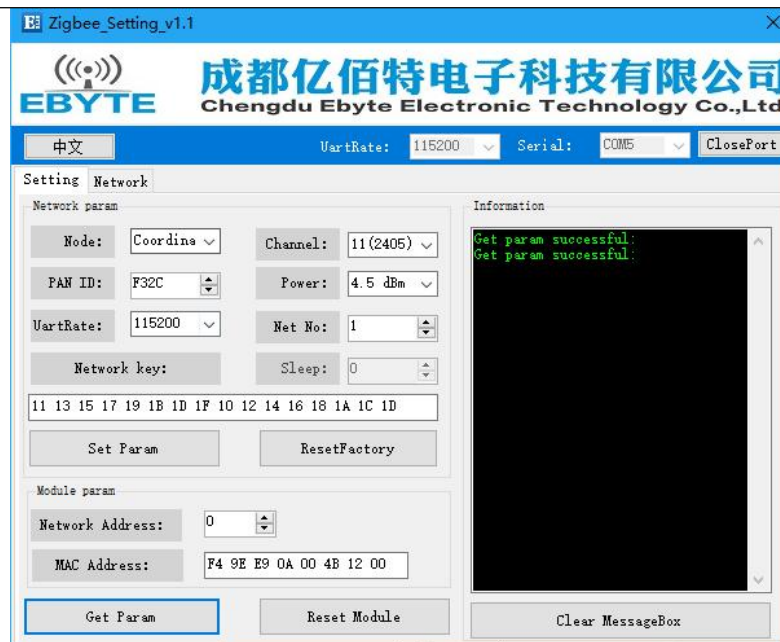 Zigbee_Setting_v1.1
EBYTE
成都亿佰特电子科技有限公司
Chengdu Ebyte Electronic Technology Co.,Ltd
中文 UartRate: 115200 Serial: COM5 ClosePort
Setting Network
Network param
Node: Coordina Channel: 11(2405)
PAN ID: F32C Power: 4.5 dBm
UartRate: 115200 Net No: 1
Network key: Sleep: 0
11 13 15 17 19 1B 1D 1F 10 12 14 16 18 1A 1C 1D
Set Param ResetFactory
Module param
Network Address: 0
MAC Address: F4 9E E9 0A 00 4B 12 00
Get Param Reset Module
Information
Get param successful:
Get param successful:
Clear MessageBox